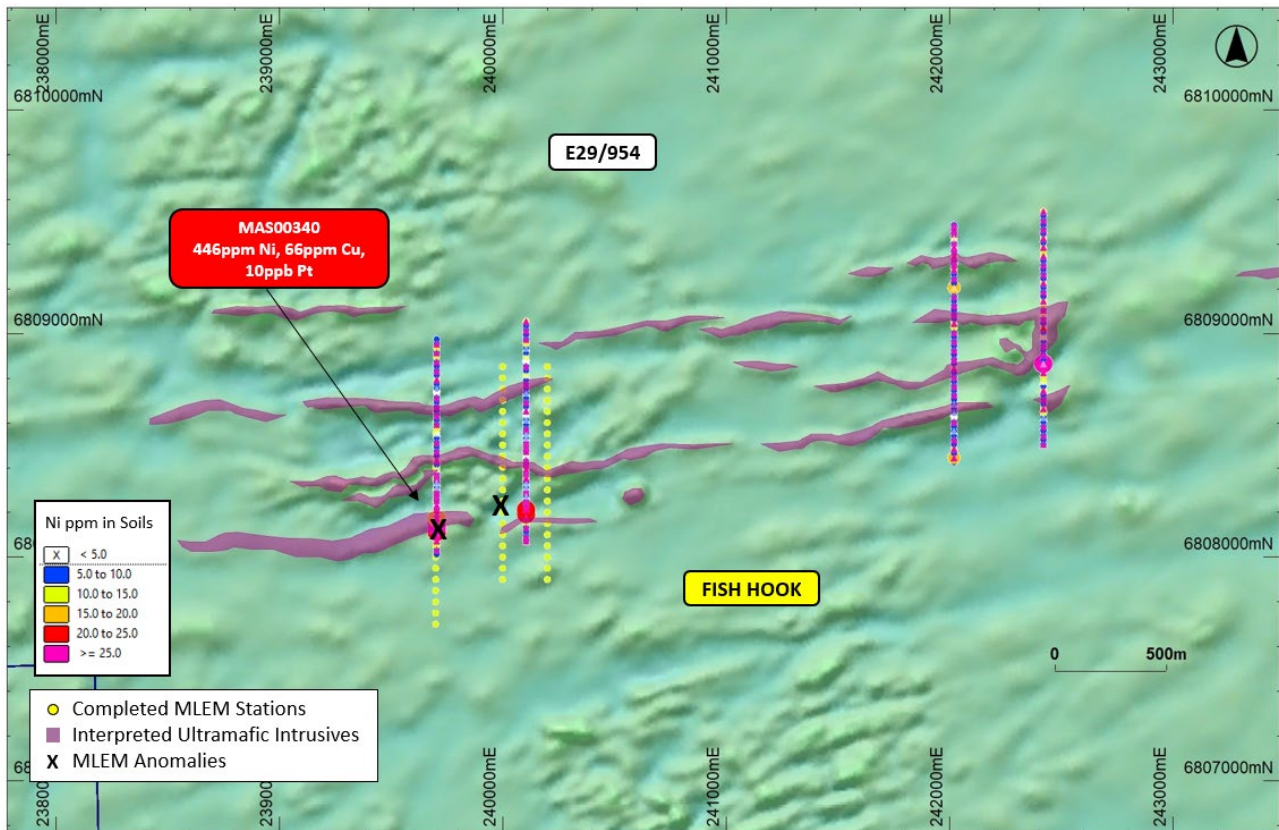 238000mE
239000mE
240000mE
241000mE
242000mE
243000mE
6810000mN
6810000mN
E29/954
MAS00340
446ppm Ni, 66ppm Cu,
10ppb Pt
6809000mN
6809000mN
X
X
6808000mN
FISH HOOK
Ni ppm in Soils
X < 5.0
5.0 to 10.0
10.0 to 15.0
15.0 to 20.0
20.0 to 25.0
>= 25.0
0 500m
Completed MLEM Stations
Interpreted Ultramafic Intrusives
X MLEM Anomalies
6807000mN
239000mE
240000mE
241000mE
242000mE
243000mE